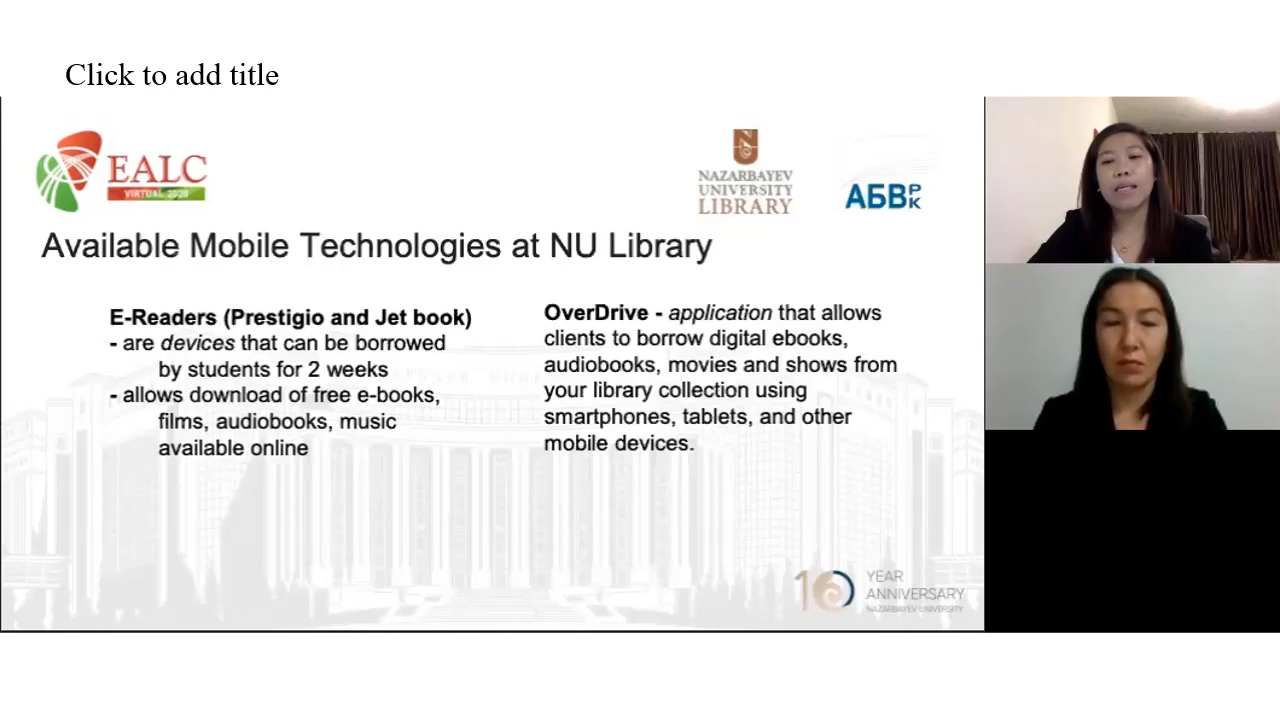 Click to add title
EALC
VIRTUAL 2020
NAZARBAYEV
UNIVERSITY
LIBRARY
АБВРК
Available Mobile Technologies at NU Library
E-Readers (Prestigio and Jet book)
- are devices that can be borrowed
by students for 2 weeks
- allows download of free e-books,
films, audiobooks, music
available online
OverDrive - application that allows
clients to borrow digital ebooks,
audiobooks, movies and shows from
your library collection using
smartphones, tablets, and other
mobile devices.
10 YEAR
ANNIVERSARY
NAZARBAYEV UNIVERSITY